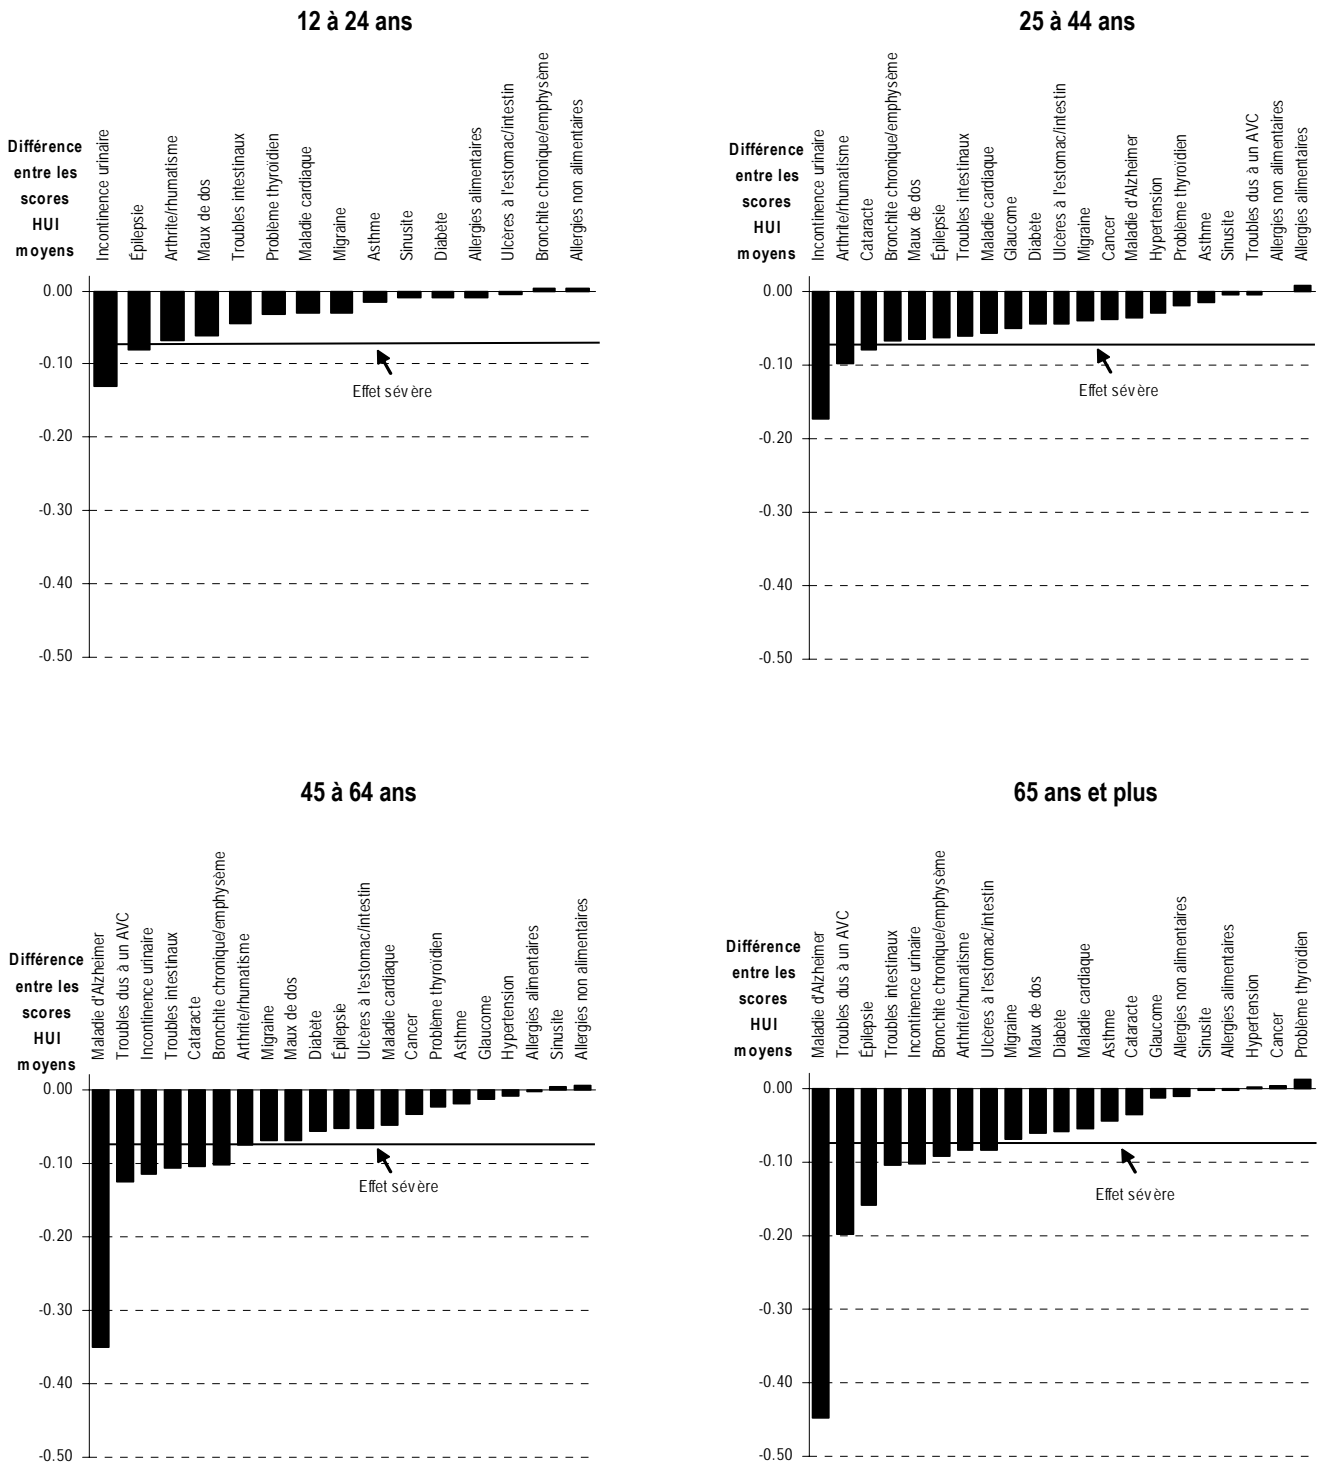 12 à 24 ans
Différence
entre les
scores
HUI
moyens
Incontinence urinaire
Épilepsie
Arthrite/rhumatisme
Maux de dos
Troubles intestinaux
Problème thyroïdien
Maladie cardiaque
Migraine
Asthme
Sinusite
Diabète
Allergies alimentaires
Ulcères à l'estomac/intestin
Bronchite chronique/emphysème
Allergies non alimentaires
0.00
-0.10
-0.20
-0.30
-0.40
-0.50
Effet sévère
25 à 44 ans
Différence
entre les
scores
HUI
moyens
Incontinence urinaire
Arthrite/rhumatisme
Cataracte
Bronchite chronique/emphysème
Maux de dos
Épilepsie
Troubles intestinaux
Maladie cardiaque
Glaucome
Diabète
Ulcères à l'estomac/intestin
Migraine
Cancer
Maladie d'Alzheimer
Hypertension
Problème thyroïdien
Asthme
Sinusite
Troubles dus à un AVC
Allergies non alimentaires
Allergies alimentaires
0.00
-0.10
-0.20
-0.30
-0.40
-0.50
Effet sévère
45 à 64 ans
Différence
entre les
scores
HUI
moyens
Maladie d'Alzheimer
Troubles dus à un AVC
Incontinence urinaire
Troubles intestinaux
Cataracte
Bronchite chronique/emphysème
Arthrite/rhumatisme
Migraine
Maux de dos
Diabète
Épilepsie
Ulcères à l'estomac/intestin
Maladie cardiaque
Cancer
Problème thyroïdien
Asthme
Glaucome
Hypertension
Allergies alimentaires
Sinusite
Allergies non alimentaires
0.00
-0.10
-0.20
-0.30
-0.40
-0.50
Effet sévère
65 ans et plus
Différence
entre les
scores
HUI
moyens
Maladie d'Alzheimer
Troubles dus à un AVC
Épilepsie
Troubles intestinaux
Incontinence urinaire
Bronchite chronique/emphysème
Arthrite/rhumatisme
Ulcères à l'estomac/intestin
Migraine
Maux de dos
Diabète
Maladie cardiaque
Asthme
Cataracte
Glaucome
Allergies non alimentaires
Sinusite
Allergies alimentaires
Hypertension
Cancer
Problème thyroïdien
0.00
-0.10
-0.20
-0.30
-0.40
-0.50
Effet sévère